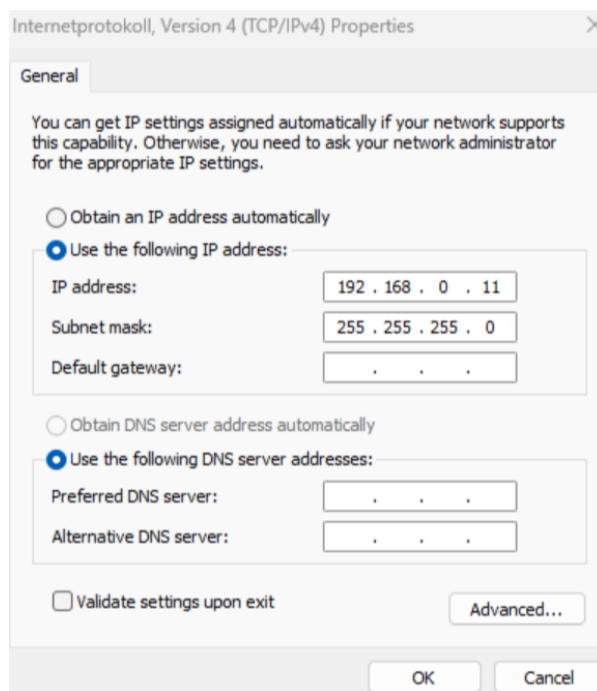 Internetprotokoll, Version 4 (TCP/IPv4) Properties
General
You can get IP settings assigned automatically if your network supports
this capability. Otherwise, you need to ask your network administrator
for the appropriate IP settings.
Obtain an IP address automatically
Use the following IP address:
IP address: 192 . 168 . 0 . 11
Subnet mask: 255 . 255 . 255 . 0
Default gateway: . . .
Obtain DNS server address automatically
Use the following DNS server addresses:
Preferred DNS server: . . .
Alternative DNS server: . . .
Validate settings upon exit
Advanced...
OK Cancel